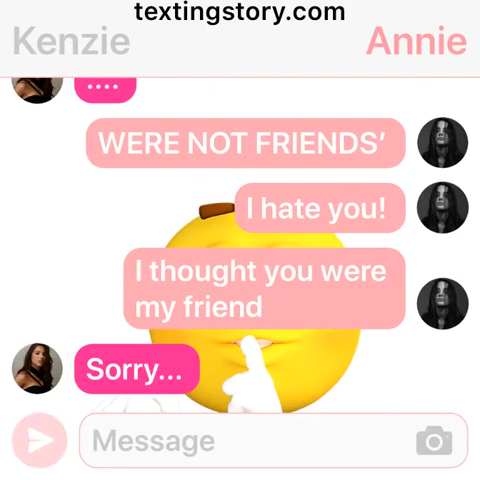 textingstory.com
Kenzie
Annie
....
WERE NOT FRIENDS’
I hate you!
I thought you were
my friend
Sorry...
Message